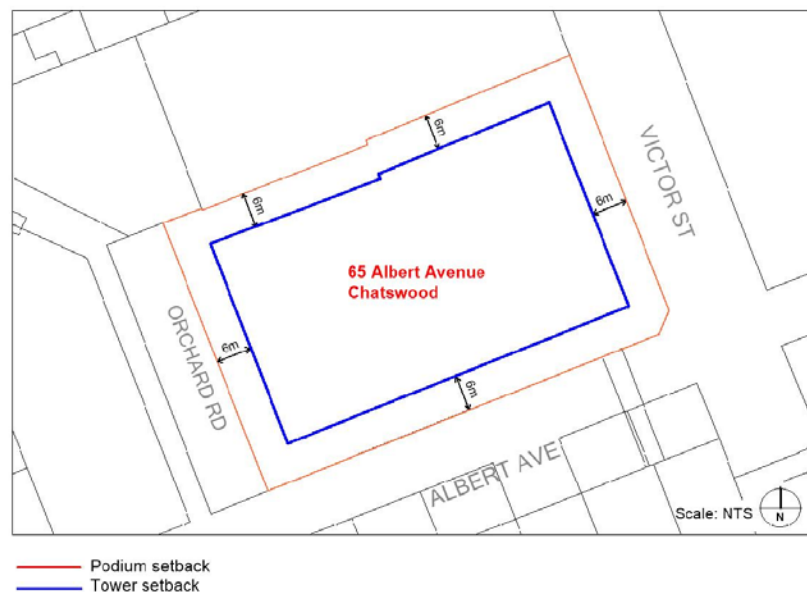 6m
VICTOR ST
6m
6m
65 Albert Avenue
Chatswood
ORCHARD RD
6m
6m
ALBERT AVE
Scale: NTS
N
Podium setback
Tower setback